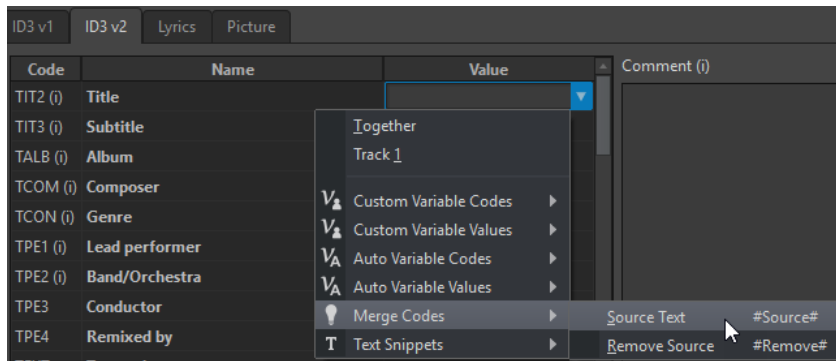 ID3 v1 ID3 v2 Lyrics Picture
Code Name Value Comment (i)
TIT2 (i) Title
TIT3 (i) Subtitle
Together
TALB (i) Album
Track 1
TCOM (i) Composer
Custom Variable Codes
TCON (i) Genre
Custom Variable Values
TPE1 (i) Lead performer
Auto Variable Codes
TPE2 (i) Band/Orchestra
Auto Variable Values
TPE3 Conductor
Merge Codes
Source Text #Source#
TPE4 Remixed by
T Text Snippets
Remove Source #Remove#